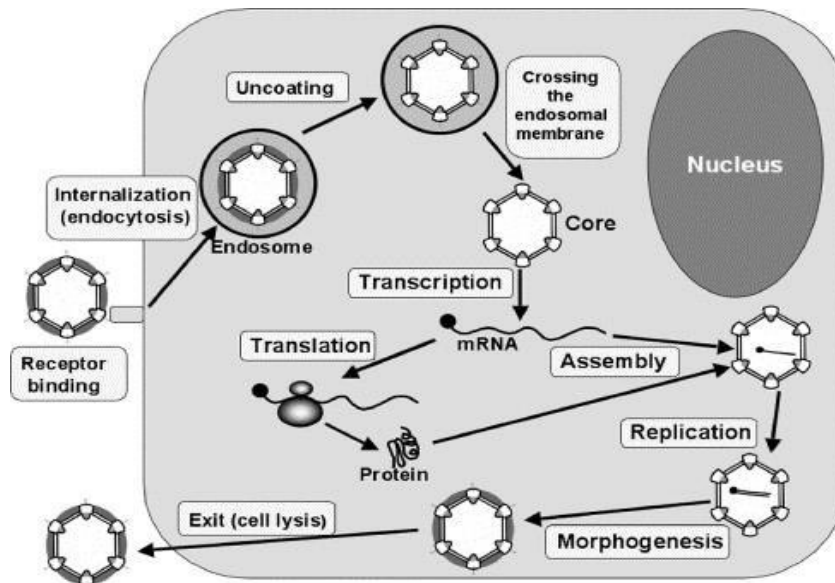 Uncoating
Crossing
the
endosomal
membrane
Nucleus
Internalization
(endocytosis)
Endosome
Core
Receptor
binding
Transcription
mRNA
Translation
Assembly
Protein
Replication
Exit (cell lysis)
Morphogenesis